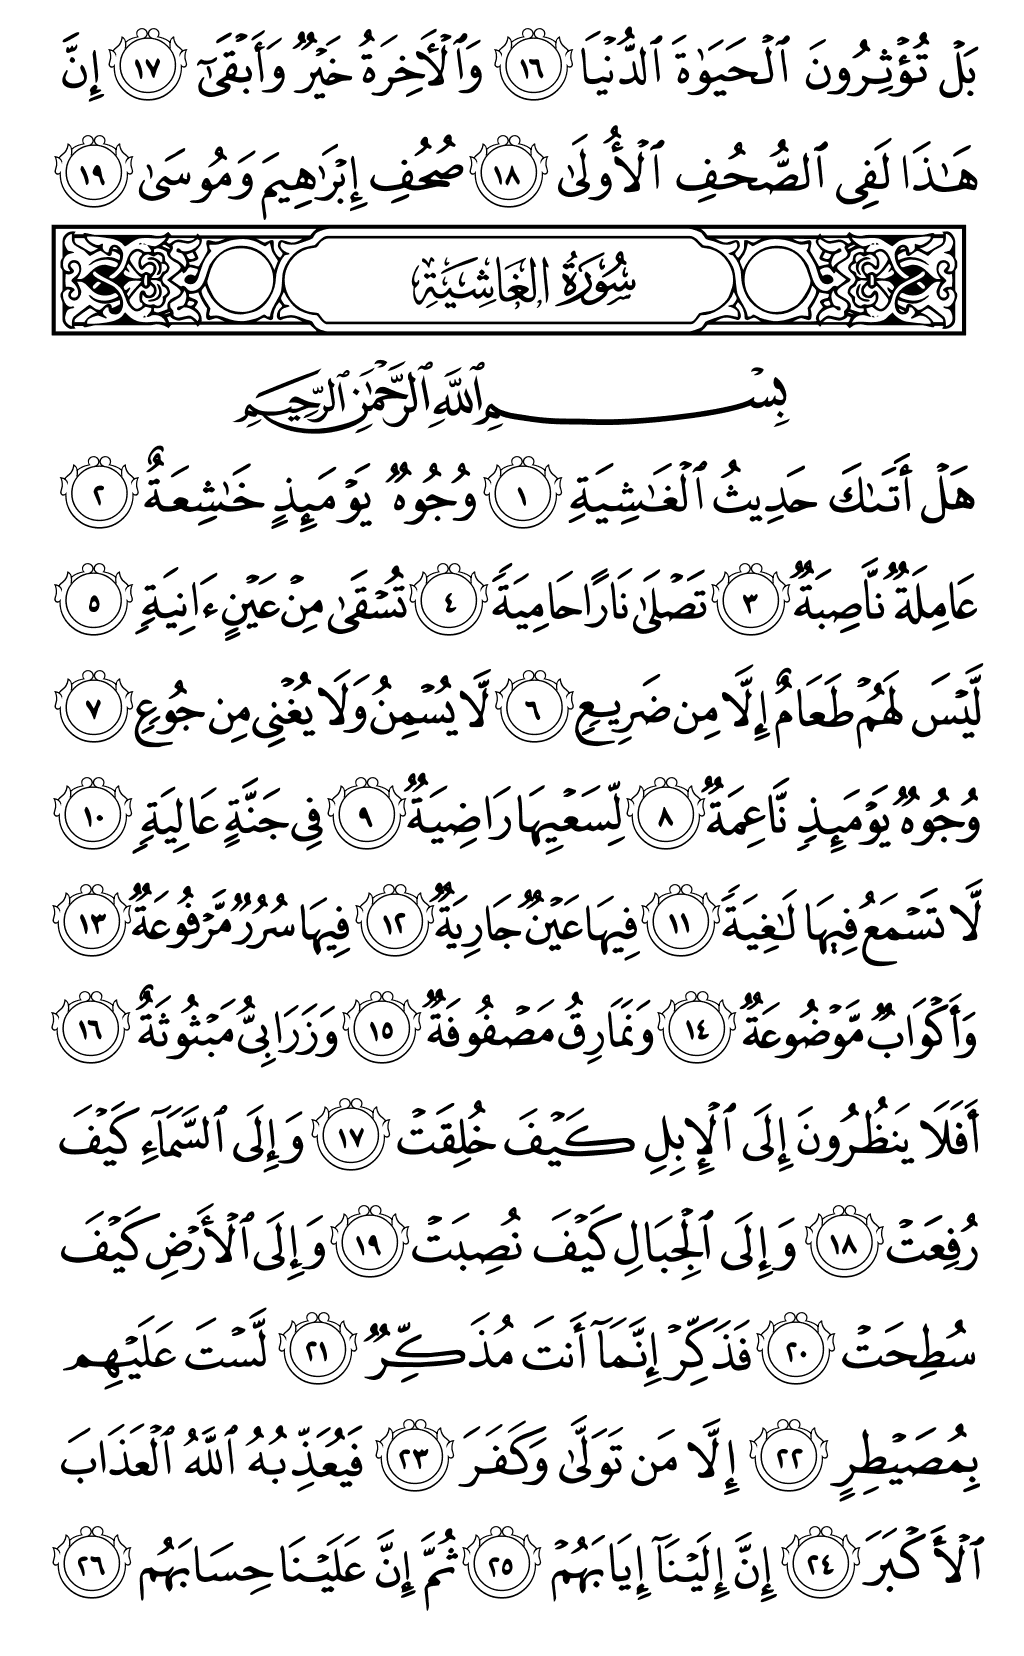 بَلۡ تُؤۡثِرُونَ ٱلۡحَيَوٰةَ ٱلدُّنۡيَا ١٦ وَٱلۡأٓخِرَةُ خَيۡرٞ وَأَبۡقَىٰٓ ١٧ إِنَّ
هَٰذَا لَفِي ٱلصُّحُفِ ٱلۡأُولَىٰ ١٨ صُحُفِ إِبۡرَٰهِيمَ وَمُوسَىٰ ١٩
سُورَةُ الغَاشِيَةِ
بِسۡمِ ٱللَّهِ ٱلرَّحۡمَٰنِ ٱلرَّحِيمِ
هَلۡ أَتَىٰكَ حَدِيثُ ٱلۡغَٰشِيَةِ ١ وُجُوهٞ يَوۡمَئِذٍ خَٰشِعَةٌ ٢
عَامِلَةٞ نَّاصِبَةٞ ٣ تَصۡلَىٰ نَارًا حَامِيَةٗ ٤ تُسۡقَىٰ مِنۡ عَيۡنٍ ءَانِيَةٖ ٥
لَّيۡسَ لَهُمۡ طَعَامٌ إِلَّا مِن ضَرِيعٖ ٦ لَّا يُسۡمِنُ وَلَا يُغۡنِي مِن جُوعٖ ٧
وُجُوهٞ يَوۡمَئِذٖ نَّاعِمَةٞ ٨ لِّسَعۡيِهَا رَاضِيَةٞ ٩ فِي جَنَّةٍ عَالِيَةٖ ١٠
لَّا تَسۡمَعُ فِيهَا لَٰغِيَةٗ ١١ فِيهَا عَيۡنٞ جَارِيَةٞ ١٢ فِيهَا سُرُرٞ مَّرۡفُوعَةٞ ١٣
وَأَكۡوَابٞ مَّوۡضُوعَةٞ ١٤ وَنَمَارِقُ مَصۡفُوفَةٞ ١٥ وَزَرَابِيُّ مَبۡثُوثَةٌ ١٦
أَفَلَا يَنظُرُونَ إِلَى ٱلۡإِبِلِ كَيۡفَ خُلِقَتۡ ١٧ وَإِلَى ٱلسَّمَآءِ كَيۡفَ
رُفِعَتۡ ١٨ وَإِلَى ٱلۡجِبَالِ كَيۡفَ نُصِبَتۡ ١٩ وَإِلَى ٱلۡأَرۡضِ كَيۡفَ
سُطِحَتۡ ٢٠ فَذَكِّرۡ إِنَّمَآ أَنتَ مُذَكِّرٞ ٢١ لَّسۡتَ عَلَيۡهِم
بِمُصَيۡطِرٍ ٢٢ إِلَّا مَن تَوَلَّىٰ وَكَفَرَ ٢٣ فَيُعَذِّبُهُ ٱللَّهُ ٱلۡعَذَابَ
ٱلۡأَكۡبَرَ ٢٤ إِنَّ إِلَيۡنَآ إِيَابَهُمۡ ٢٥ ثُمَّ إِنَّ عَلَيۡنَا حِسَابَهُم ٢٦